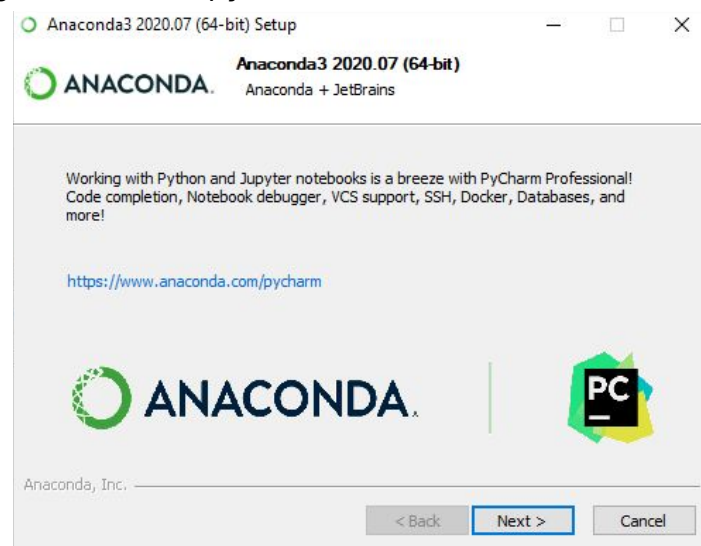 Anaconda3 2020.07 (64-bit) Setup
ANACONDA.
Anaconda3 2020.07 (64-bit)
Anaconda + JetBrains
Working with Python and Jupyter notebooks is a breeze with PyCharm Professional!
Code completion, Notebook debugger, VCS support, SSH, Docker, Databases, and
more!
https://www.anaconda.com/pycharm
ANACONDA.
PC
Anaconda, Inc.
< Back Next > Cancel